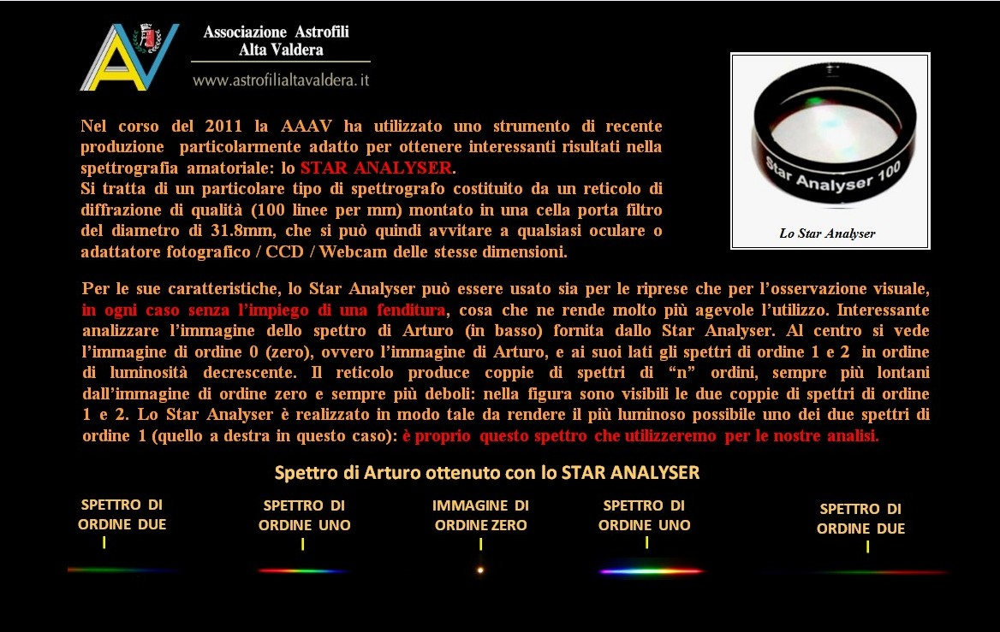 Associazione Astrofili
Alta Valdera
www.astrofilialtavaldera.it
Nel corso del 2011 la AAAV ha utilizzato uno strumento di recente
produzione particolarmente adatto per ottenere interessanti risultati nella
spettrografia amatoriale: lo STAR ANALYSER.
Si tratta di un particolare tipo di spettrografo costituito da un reticolo di
diffrazione di qualità (100 linee per mm) montato in una cella porta filtro
del diametro di 31.8mm, che si può quindi avvitare a qualsiasi oculare o
adattatore fotografico / CCD / Webcam delle stesse dimensioni.
Star Analyser 100
Lo Star Analyser
Per le sue caratteristiche, lo Star Analyser può essere usato sia per le riprese che per l'osservazione visuale,
in ogni caso senza l'impiego di una fenditura, cosa che ne rende molto più agevole l'utilizzo. Interessante
analizzare l'immagine dello spettro di Arturo (in basso) fornita dallo Star Analyser. Al centro si vede
l'immagine di ordine 0 (zero), ovvero l'immagine di Arturo, e ai suoi lati gli spettri di ordine 1 e 2 in ordine
di luminosità decrescente. Il reticolo produce coppie di spettri di “n” ordini, sempre più lontani
dall'immagine di ordine zero e sempre più deboli: nella figura sono visibili le due coppie di spettri di ordine
1 e 2. Lo Star Analyser è realizzato in modo tale da rendere il più luminoso possibile uno dei due spettri di
ordine 1 (quello a destra in questo caso): è proprio questo spettro che utilizzeremo per le nostre analisi.
Spettro di Arturo ottenuto con lo STAR ANALYSER
SPETTRO DI
ORDINE DUE
SPETTRO DI
ORDINE UNO
IMMAGINE DI
ORDINE ZERO
SPETTRO DI
ORDINE UNO
SPETTRO DI
ORDINE DUE